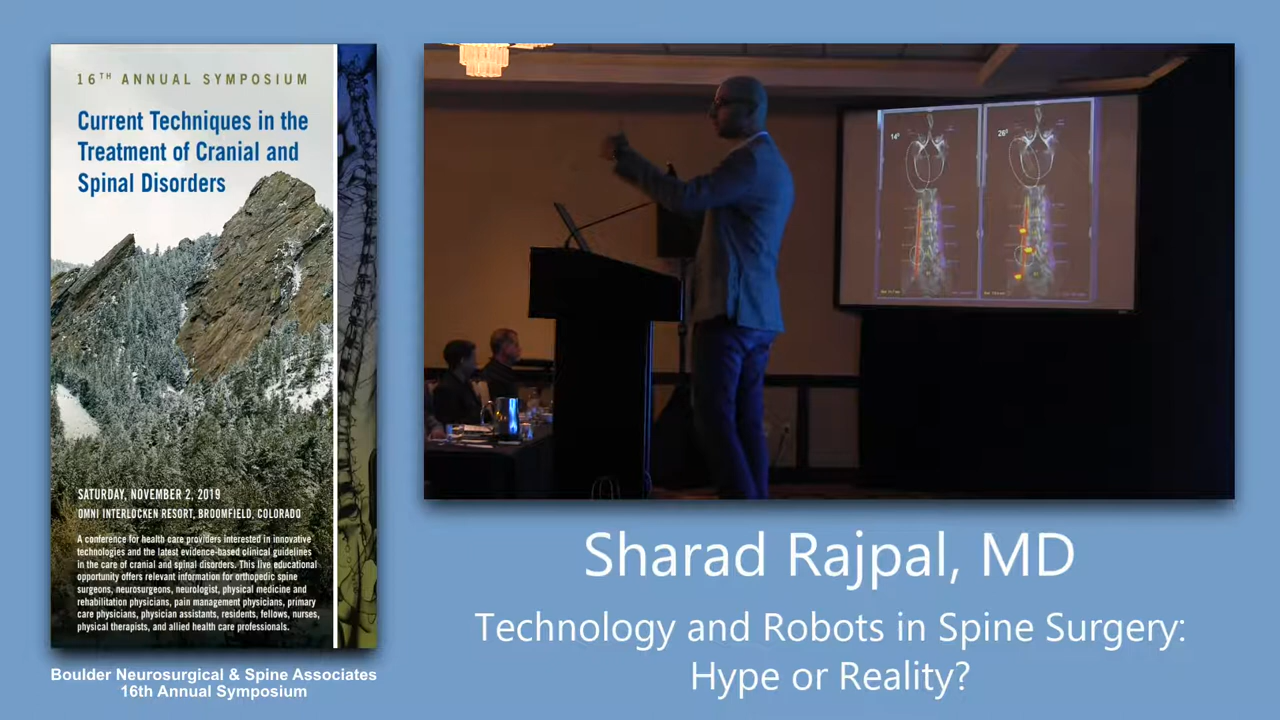 16TH ANNUAL SYMPOSIUM
Current Techniques in the
Treatment of Cranial and
Spinal Disorders
SATURDAY, NOVEMBER 2, 2019
OMNI INTERLOCKEN RESORT, BROOMFIELD, COLORADO
A conference for health care providers interested in innovative
technologies and the latest evidence-based clinical guidelines
in the care of cranial and spinal disorders. This live educational
opportunity offers relevant information for orthopedic spine
surgeons, neurosurgeons, neurologist, physical medicine and
rehabilitation physicians, pain management physicians, primary
care physicians, physician assistants, residents, fellows, nurses,
physical therapists, and allied health care professionals.
Boulder Neurosurgical & Spine Associates
16th Annual Symposium
14°
26°
Sharad Rajpal, MD
Technology and Robots in Spine Surgery:
Hype or Reality?